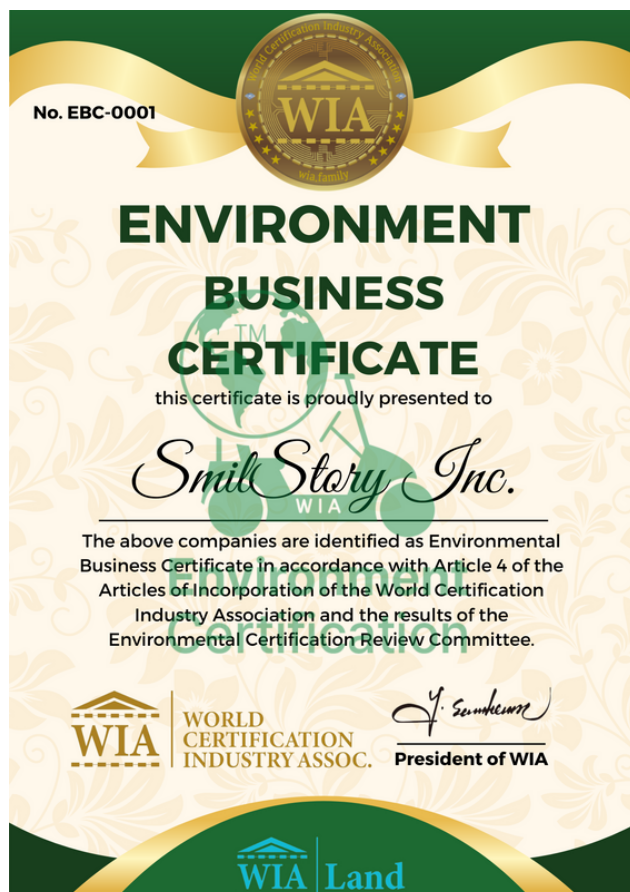 World Certification Industry Association
WIA
wia.family
No. EBC-0001
ENVIRONMENT
BUSINESS
TM
CERTIFICATE
this certificate is proudly presented to
SmilStory Inc.
WIA
The above companies are identified as Environmental
Business Certificate in accordance with Article 4 of the
Articles of Incorporation of the World Certification
Industry Association and the results of the
Environmental Certification Review Committee.
Environment
Certification
WIA
WORLD
CERTIFICATION
INDUSTRY ASSOC.
President of WIA
WIA Land